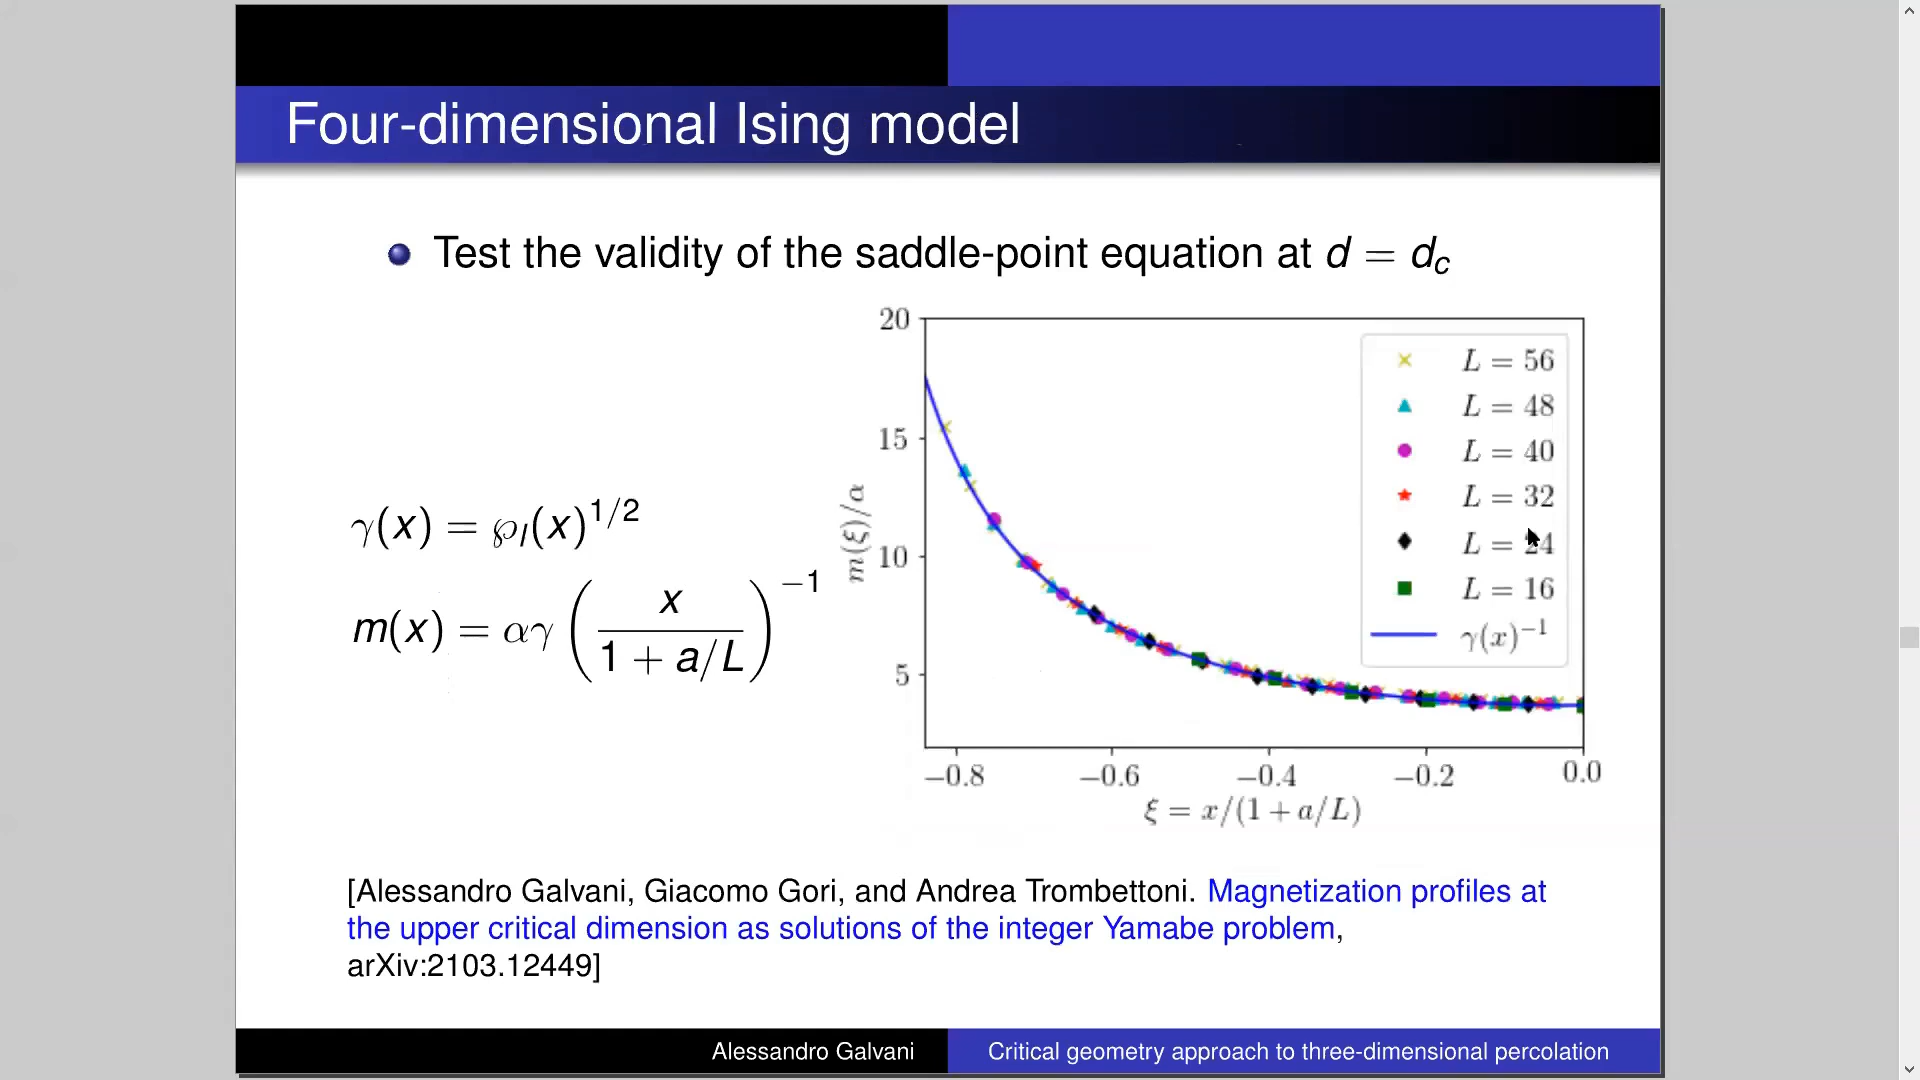 Four-dimensional Ising model
Test the validity of the saddle-point equation at d = d_c
γ(x) = ℘_I(x)^{1/2}
m(x) = αγ (x / (1 + a/L))^{−1}
20
15
10
5
m(ξ)/α
L = 56
L = 48
L = 40
L = 32
L = 24
L = 16
γ(x)^{−1}
−0.8 −0.6 −0.4 −0.2 0.0
ξ = x/(1 + a/L)
[Alessandro Galvani, Giacomo Gori, and Andrea Trombettoni. Magnetization profiles at
the upper critical dimension as solutions of the integer Yamabe problem,
arXiv:2103.12449]
Alessandro Galvani Critical geometry approach to three-dimensional percolation